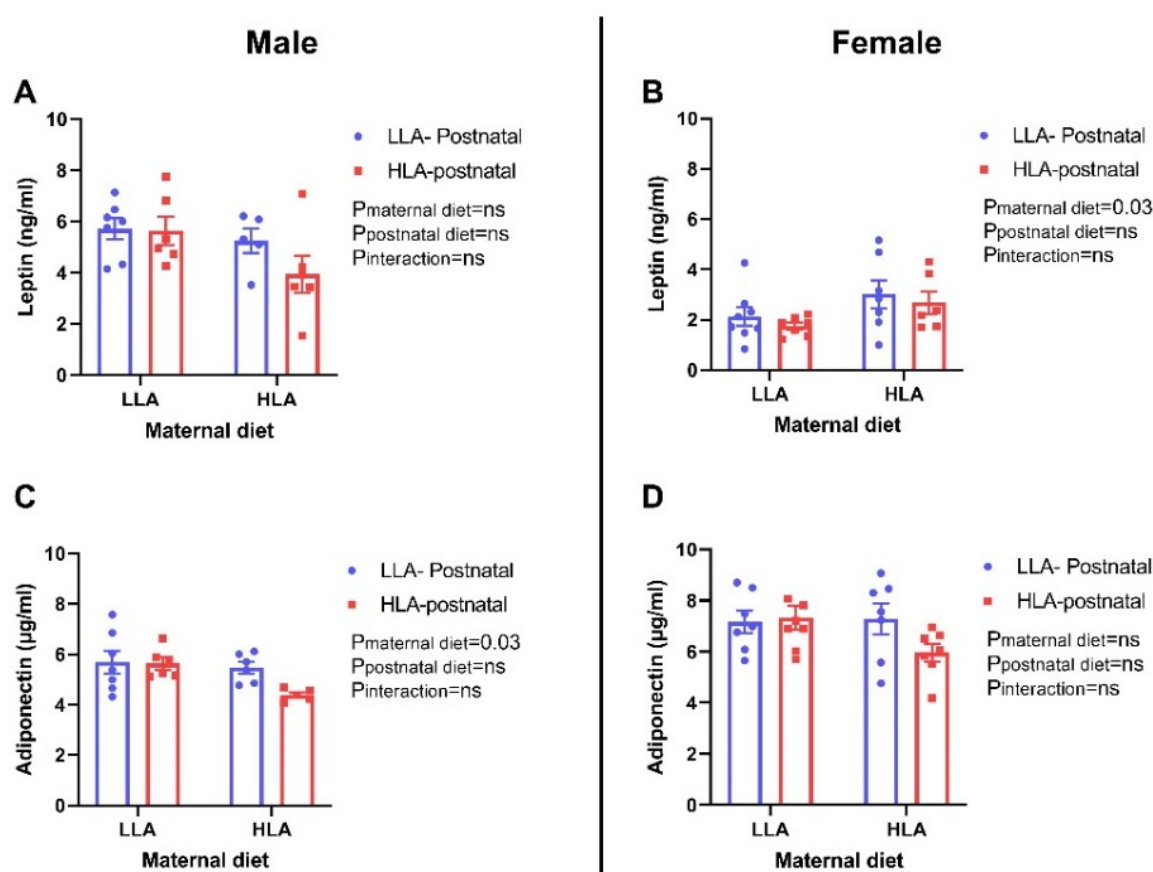 Male
Female
A
Leptin (ng/ml)
10
8
6
4
2
0
LLA
HLA
Maternal diet
LLA- Postnatal
HLA-postnatal
Pmaternal diet=ns
Ppostnatal diet=ns
Pinteraction=ns
B
Leptin (ng/ml)
10
8
6
4
2
0
LLA
HLA
Maternal diet
LLA- Postnatal
HLA-postnatal
Pmaternal diet=0.03
Ppostnatal diet=ns
Pinteraction=ns
C
Adiponectin (µg/ml)
10
8
6
4
2
0
LLA
HLA
Maternal diet
LLA- Postnatal
HLA-postnatal
Pmaternal diet=0.03
Ppostnatal diet=ns
Pinteraction=ns
D
Adiponectin (µg/ml)
10
8
6
4
2
0
LLA
HLA
Maternal diet
LLA- Postnatal
HLA-postnatal
Pmaternal diet=ns
Ppostnatal diet=ns
Pinteraction=ns